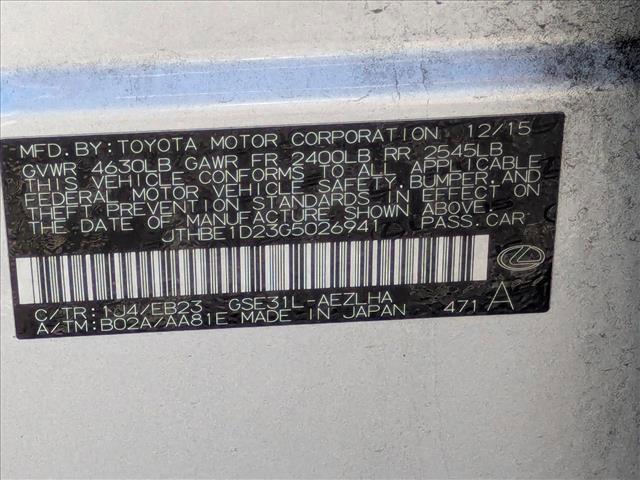 MFD. BY: TOYOTA MOTOR CORPORATION 12/15
GVWR 4630LB GAWR FR 2400LB RR 2545LB
THIS VEHICLE CONFORMS TO ALL APPLICABLE
FEDERAL MOTOR VEHICLE SAFETY, BUMPER, AND
THEFT PREVENTION STANDARDS IN EFFECT ON
THE DATE OF MANUFACTURE SHOWN ABOVE.
JTHBE1D23G5026941 PASS. CAR
C/TR: 1J4/EB23 GSE31L-AEZLHA A
A/TM: B02A/AA81E MADE IN JAPAN 471